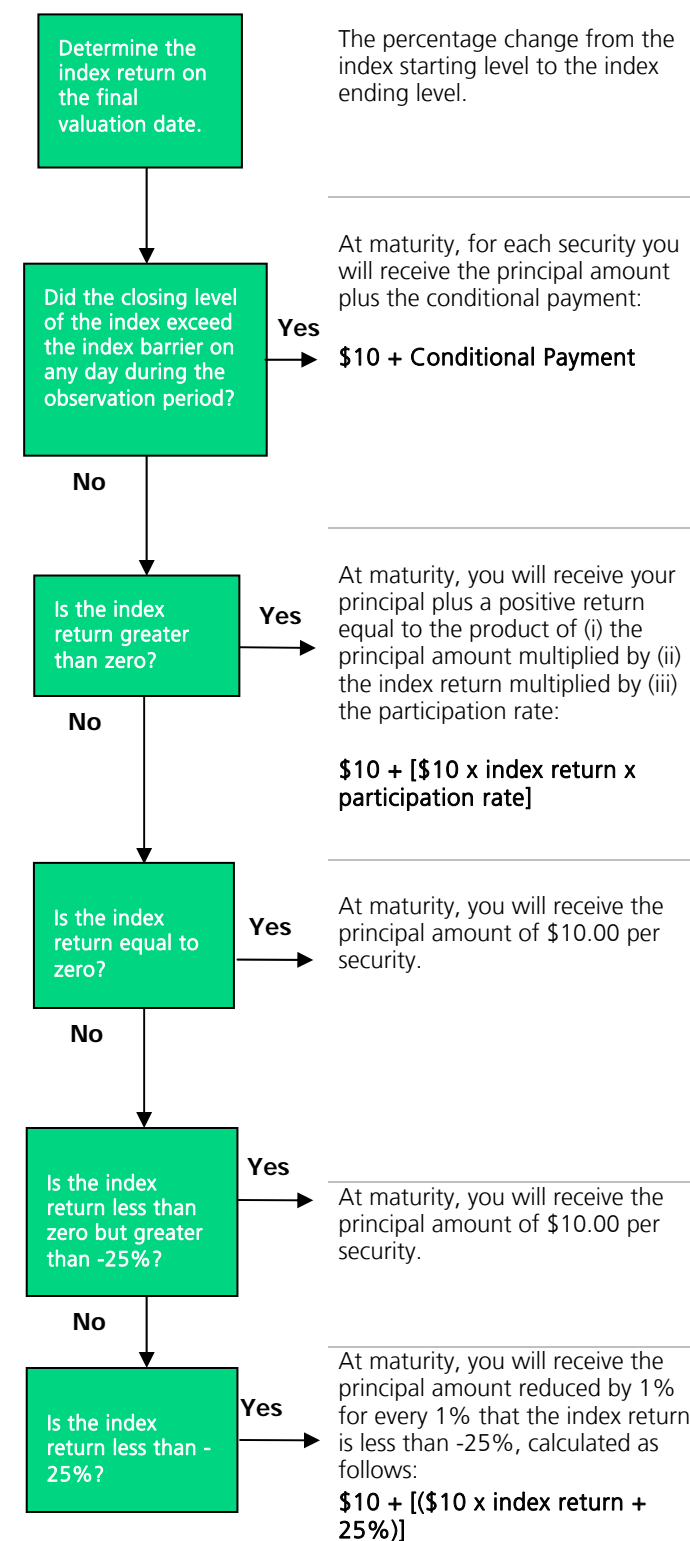 Determine the
index return on
the final
valuation date.
The percentage change from the
index starting level to the index
ending level.
Did the closing level
of the index exceed
the index barrier on
any day during the
observation period?
Yes
At maturity, for each security you
will receive the principal amount
plus the conditional payment:
$10 + Conditional Payment
No
Is the index
return greater
than zero?
Yes
At maturity, you will receive your
principal plus a positive return
equal to the product of (i) the
principal amount multiplied by (ii)
the index return multiplied by (iii)
the participation rate:
$10 + [$10 x index return x
participation rate]
No
Is the index
return equal to
zero?
Yes
At maturity, you will receive the
principal amount of $10.00 per
security.
No
Is the index
return less than
zero but greater
than -25%?
Yes
At maturity, you will receive the
principal amount of $10.00 per
security.
No
Is the index
return less than -
25%?
Yes
At maturity, you will receive the
principal amount reduced by 1%
for every 1% that the index return
is less than -25%, calculated as
follows:
$10 + [($10 x index return +
25%)]